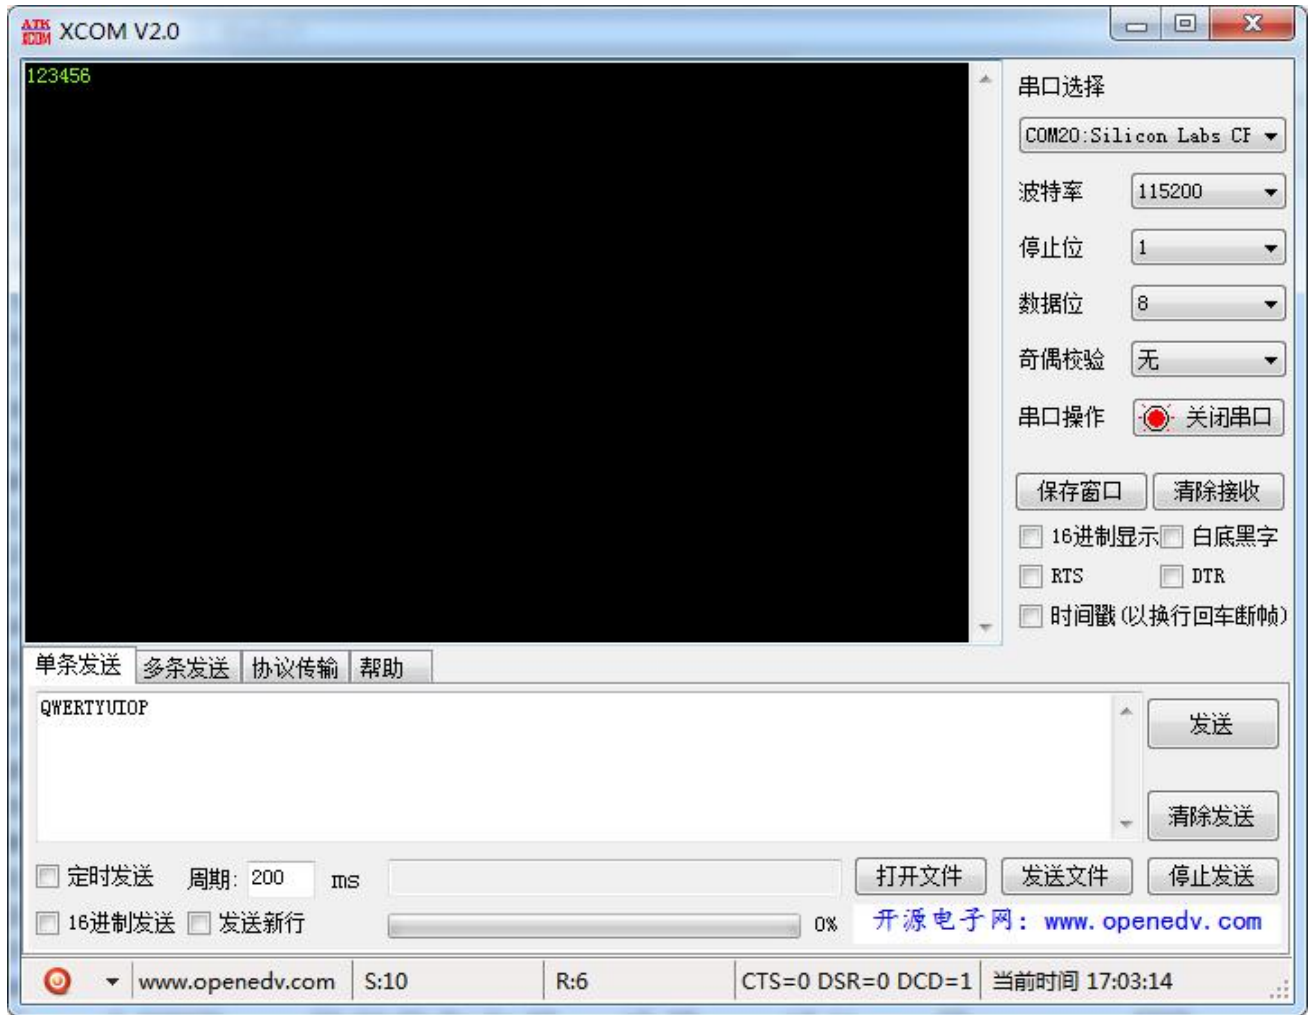 ATK XCOM XCOM V2.0
123456
串口选择
COM20:Silicon Labs CP
波特率 115200
停止位 1
数据位 8
奇偶校验 无
串口操作 关闭串口
保存窗口 清除接收
16进制显示 白底黑字
RTS DTR
时间戳(以换行回车断帧)
单条发送 多条发送 协议传输 帮助
QWERTYUIOP
发送
清除发送
定时发送 周期: 200 ms 打开文件 发送文件 停止发送
16进制发送 发送新行 0% 开源电子网: www.openedv.com
www.openedv.com S:10 R:6 CTS=0 DSR=0 DCD=1 当前时间 17:03:14